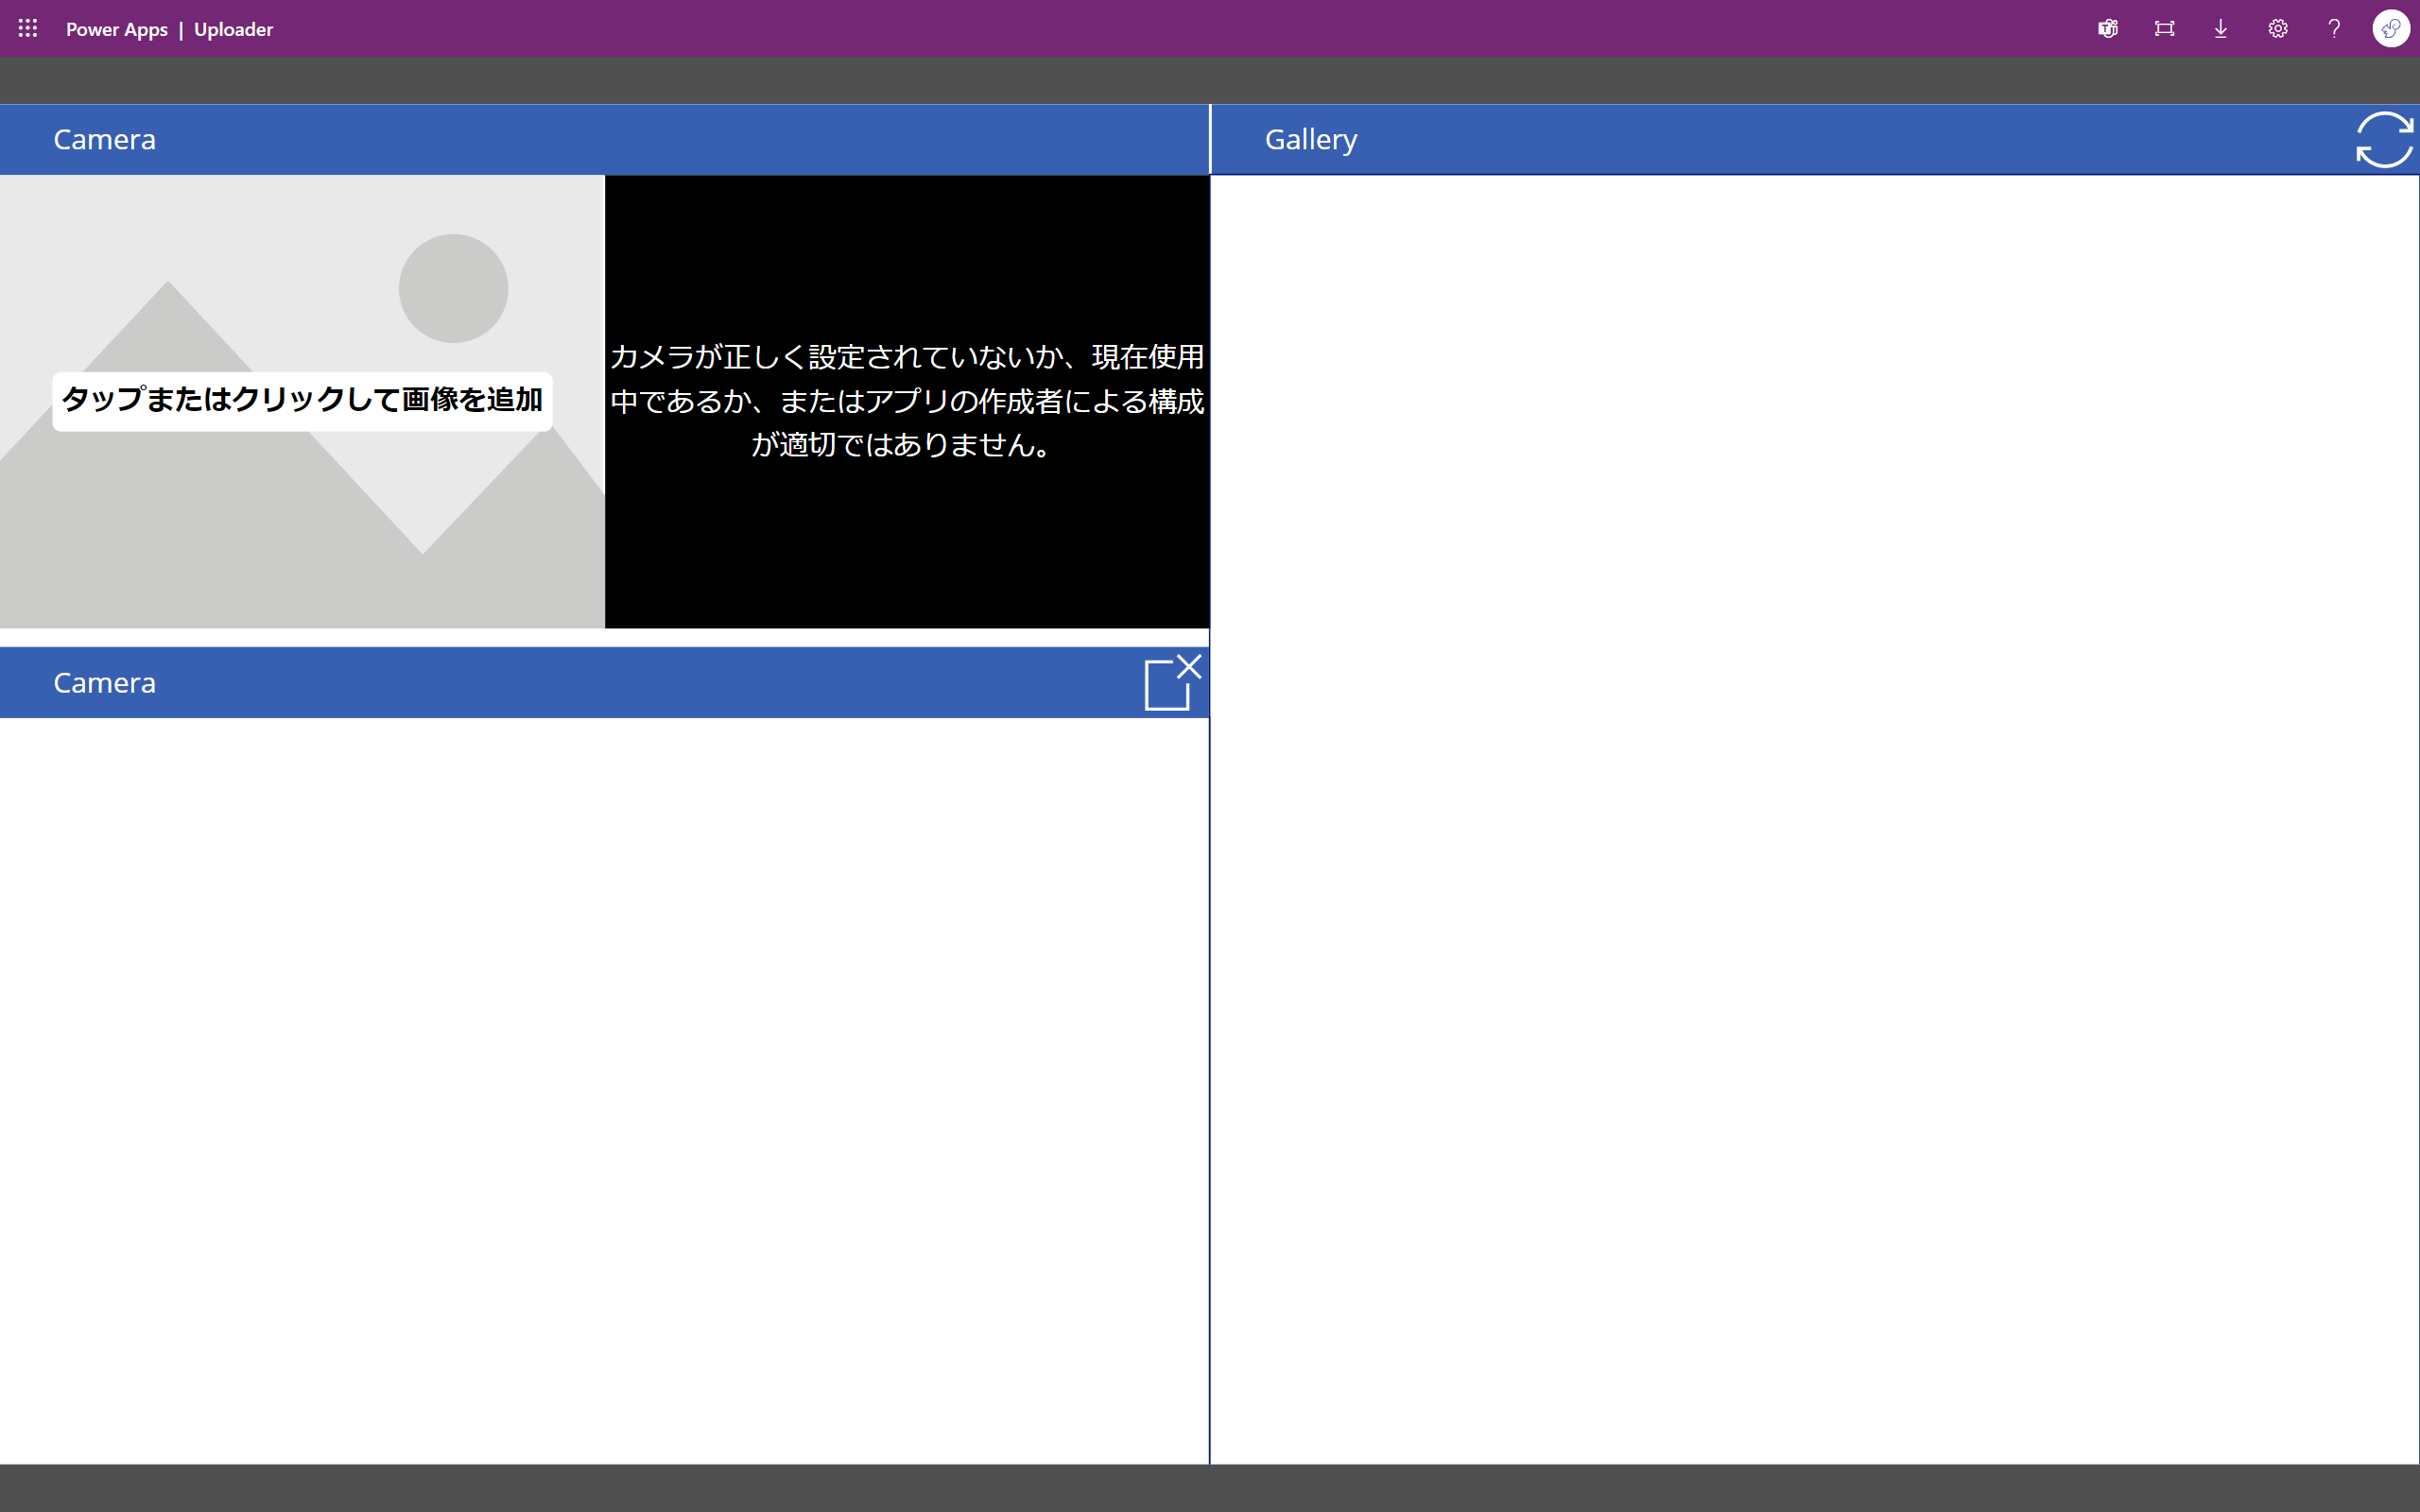 Power Apps | Uploader
Camera
Gallery
タップまたはクリックして画像を追加
カメラが正しく設定されていないか、現在使用
中であるか、またはアプリの作成者による構成
が適切ではありません。
Camera